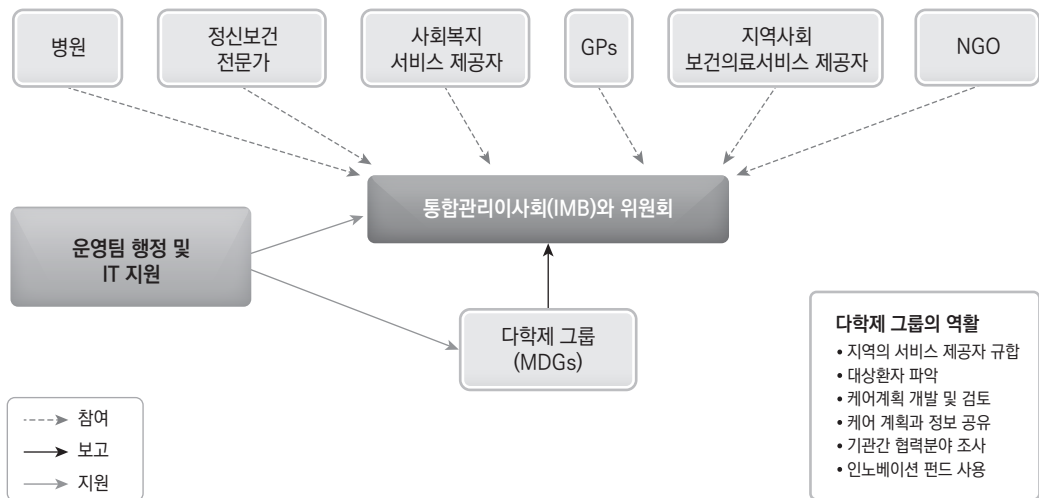 병원
정신보건
전문가
사회복지
서비스 제공자
GPs
지역사회
보건의료서비스 제공자
NGO
통합관리이사회(IMB)와 위원회
운영팀 행정 및
IT 지원
다학제 그룹
(MDGs)
다학제 그룹의 역활
• 지역의 서비스 제공자 규합
• 대상환자 파악
• 케어계획 개발 및 검토
• 케어 계획과 정보 공유
• 기관간 협력분야 조사
• 인노베이션 펀드 사용
참여
보고
지원